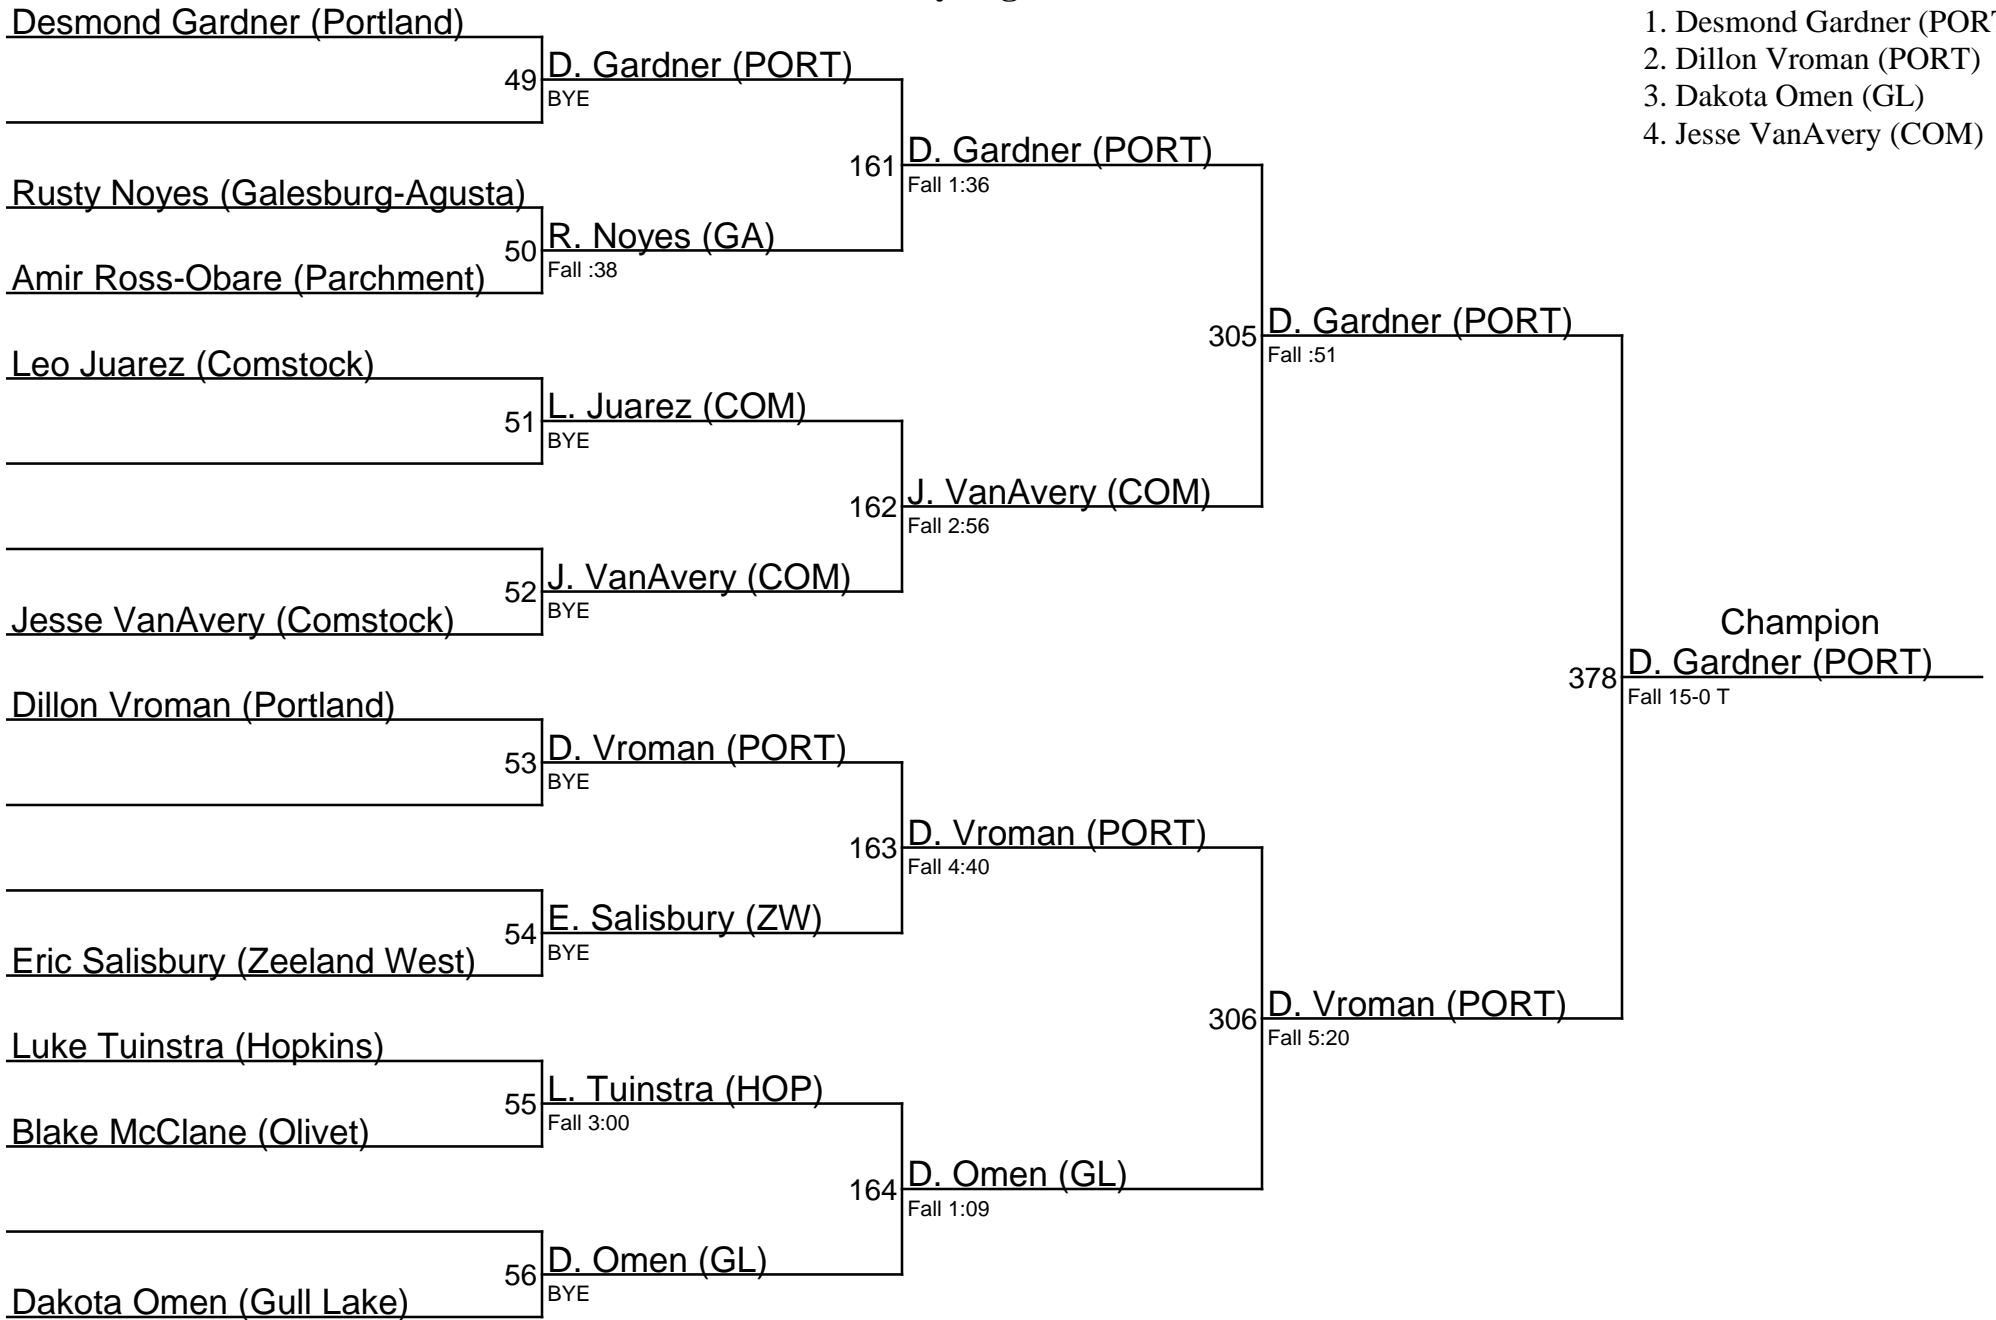 Desmond Gardner (Portland)
49
D. Gardner (PORT)
BYE
161
D. Gardner (PORT)
Fall 1:36
Rusty Noyes (Galesburg-Agusta)
50
R. Noyes (GA)
Fall :38
Amir Ross-Obare (Parchment)
305
D. Gardner (PORT)
Fall :51
Leo Juarez (Comstock)
51
L. Juarez (COM)
BYE
162
J. VanAvery (COM)
Fall 2:56
52
J. VanAvery (COM)
BYE
Jesse VanAvery (Comstock)
Champion
378
D. Gardner (PORT)
Fall 15-0 T
Dillon Vroman (Portland)
53
D. Vroman (PORT)
BYE
163
D. Vroman (PORT)
Fall 4:40
54
E. Salisbury (ZW)
BYE
Eric Salisbury (Zeeland West)
306
D. Vroman (PORT)
Fall 5:20
Luke Tuinstra (Hopkins)
55
L. Tuinstra (HOP)
Fall 3:00
Blake McClane (Olivet)
164
D. Omen (GL)
Fall 1:09
56
D. Omen (GL)
BYE
Dakota Omen (Gull Lake)
1. Desmond Gardner (POR
2. Dillon Vroman (PORT)
3. Dakota Omen (GL)
4. Jesse VanAvery (COM)